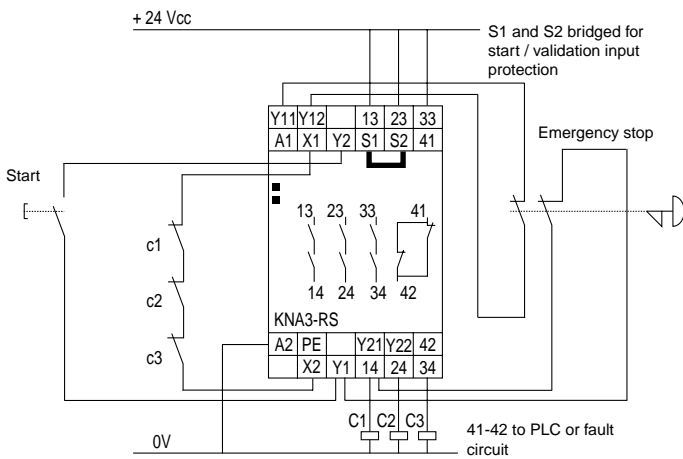 + 24 Vcc
S1 and S2 bridged for
start / validation input
protection
Y11 Y12 13 23 33
A1 X1 Y2 S1 S2 41
Emergency stop
Start
13 23 33 41
c1
c2
14 24 34 42
KNA3-RS
c3
A2 PE Y21 Y22 42
X2 Y1 14 24 34
C1 C2 C3
0V
41-42 to PLC or fault
circuit